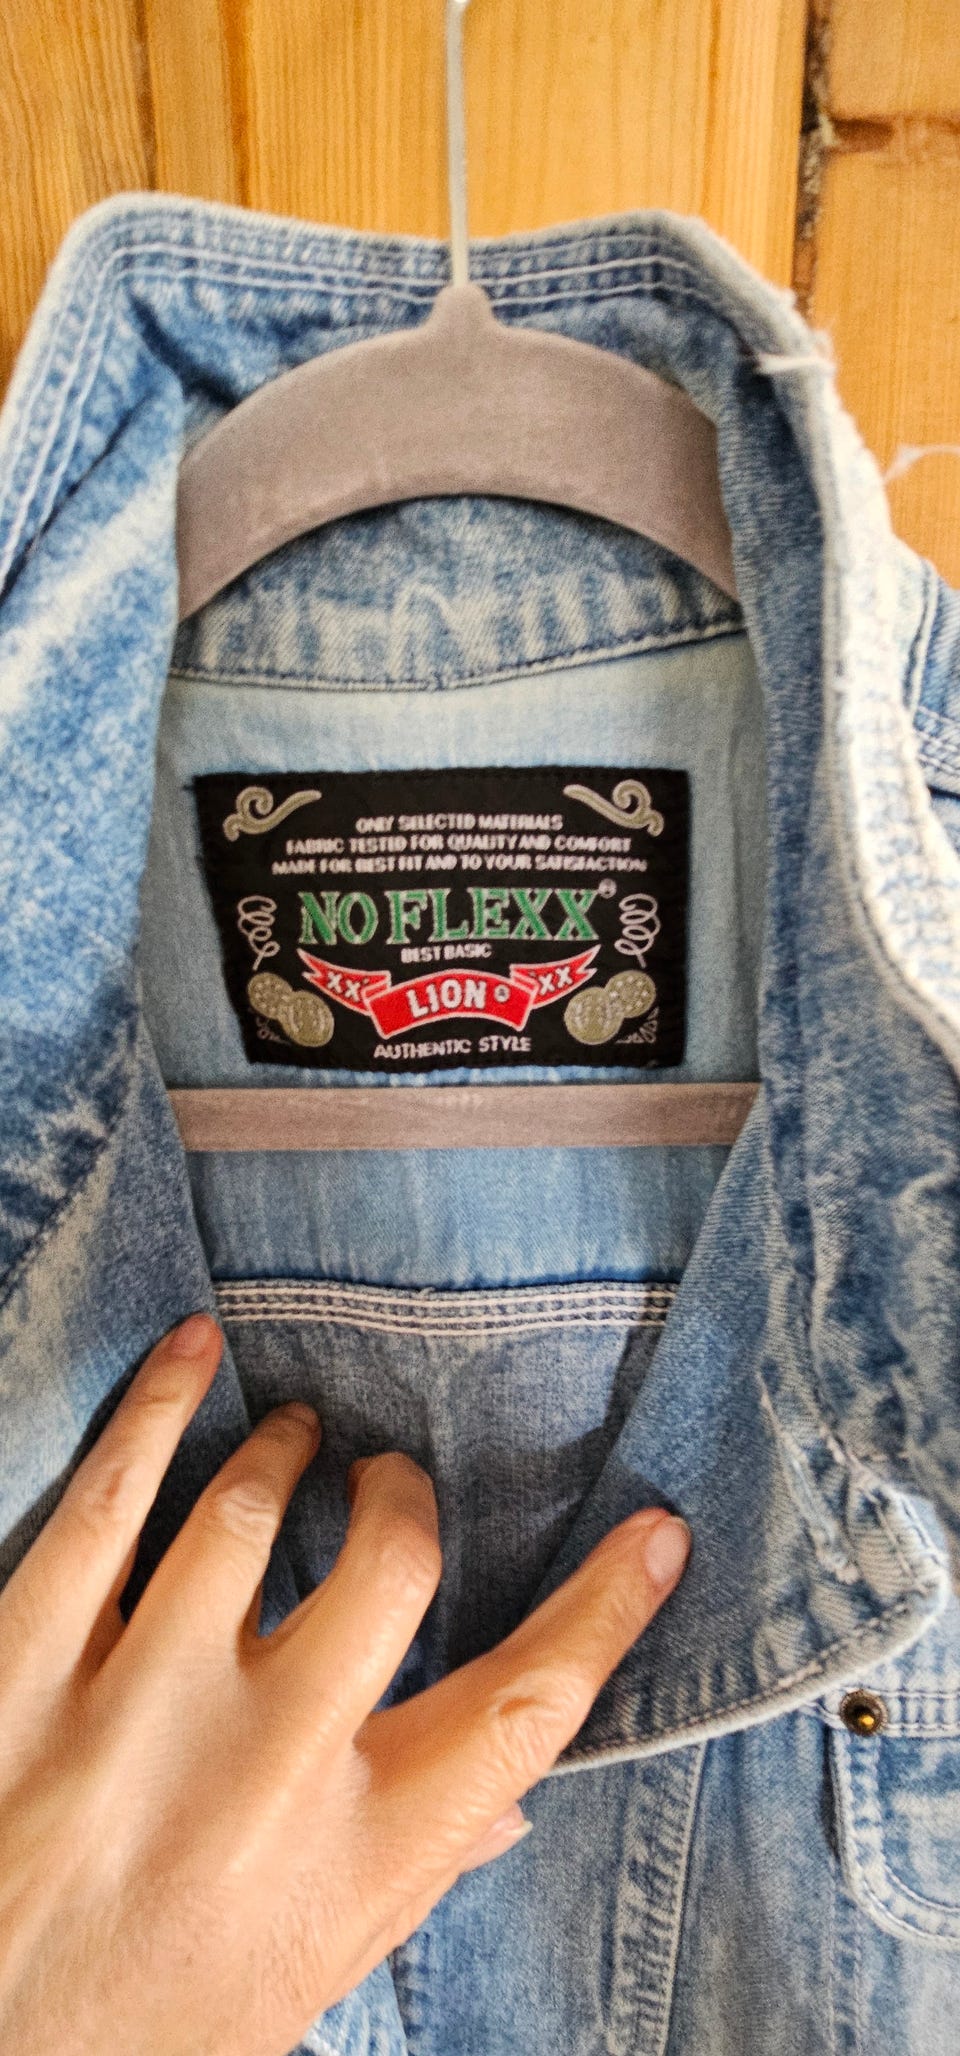 ONLY SELECTED MATERIALS
FABRIC TESTED FOR QUALITY AND COMFORT
MADE FOR BEST FIT AND TO YOUR SATISFACTION
NO FLEXX®
BEST BASIC
XX LION® XX
AUTHENTIC STYLE